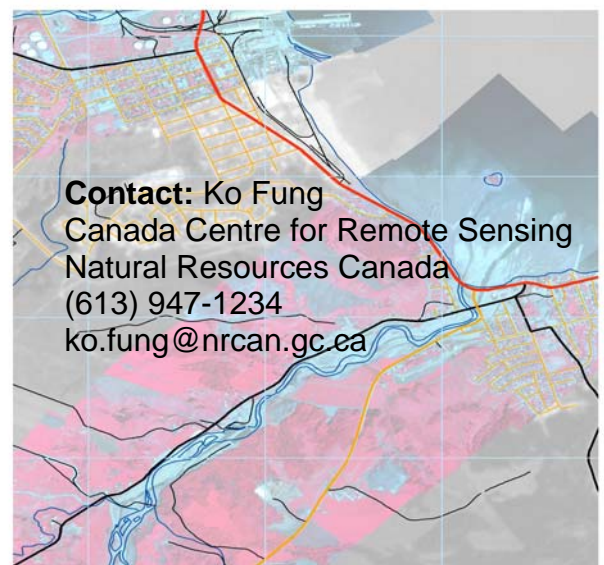 Contact: Ko Fung
Canada Centre for Remote Sensing
Natural Resources Canada
(613) 947-1234
ko.fung@nrcan.gc.ca